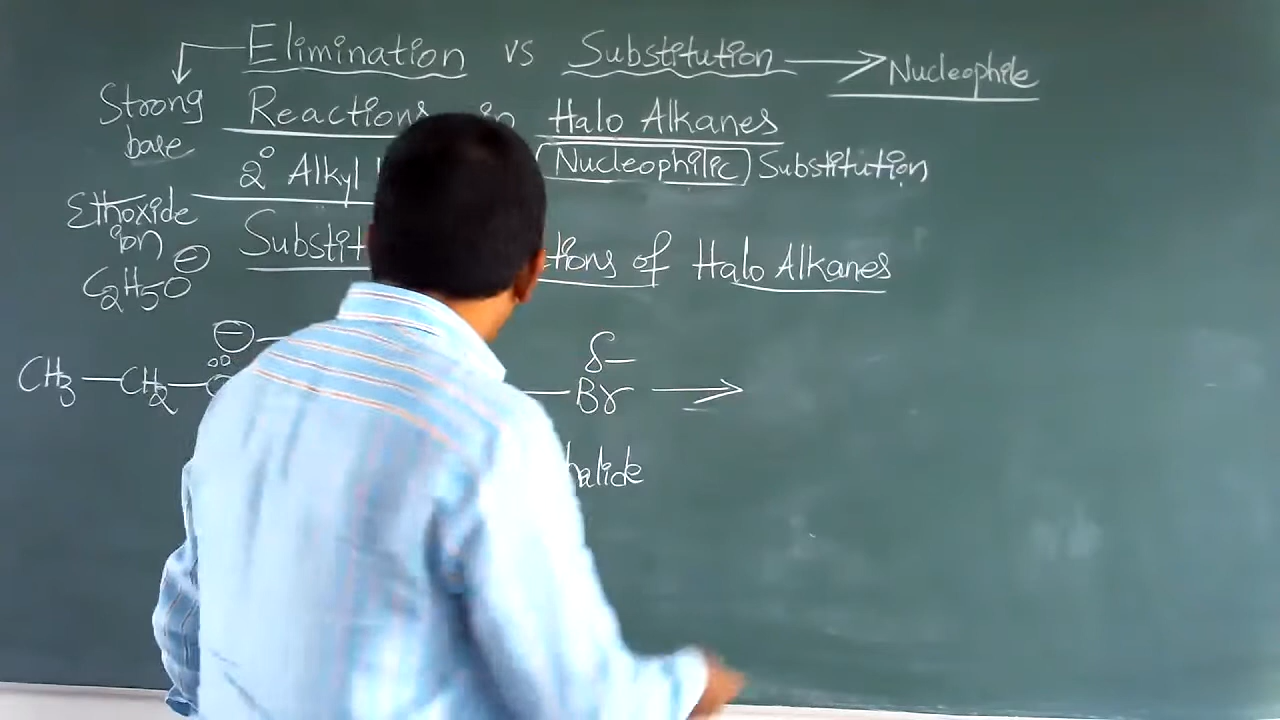 Elimination vs Substitution → Nucleophile
Strong Reactions in Halo Alkanes
base
2° Alkyl Nucleophilic Substitution
Ethoxide
ion
Substit tions of Halo Alkanes
C2H5O⊖
⊖
δ−
CH3—CH2— —Br →
halide